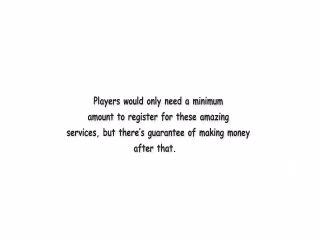 Players would only need a minimum
amount to register for these amazing
services, but there's guarantee of making money
after that.